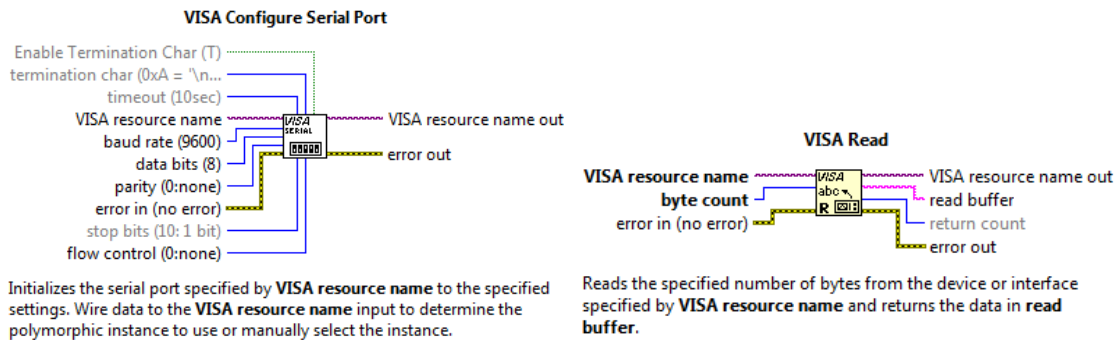 VISA Configure Serial Port
Enable Termination Char (T)
termination char (0xA = '\n...
timeout (10sec)
VISA resource name
baud rate (9600)
data bits (8)
parity (0:none)
error in (no error)
stop bits (10: 1 bit)
flow control (0:none)
VISA
SERIAL
VISA resource name out
error out
Initializes the serial port specified by VISA resource name to the specified
settings. Wire data to the VISA resource name input to determine the
polymorphic instance to use or manually select the instance.
VISA Read
VISA resource name
byte count
error in (no error)
VISA
abc
R
VISA resource name out
read buffer
return count
error out
Reads the specified number of bytes from the device or interface
specified by VISA resource name and returns the data in read
buffer.